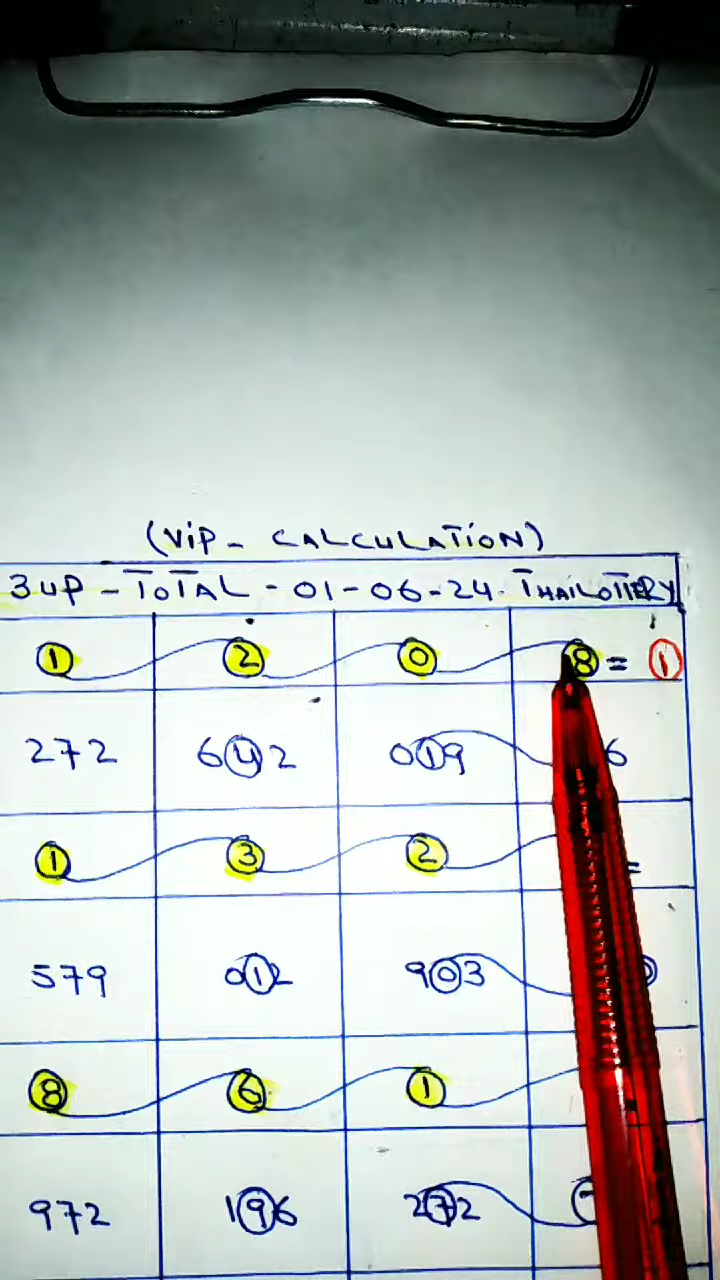 (VIP - CALCULATION)
3UP - TOTAL - 01-06-24. THAILOTTERY
1 2 0 8 = 1
272 642 019 6
1 3 2 =
579 012 903
8 6 1
972 196 272